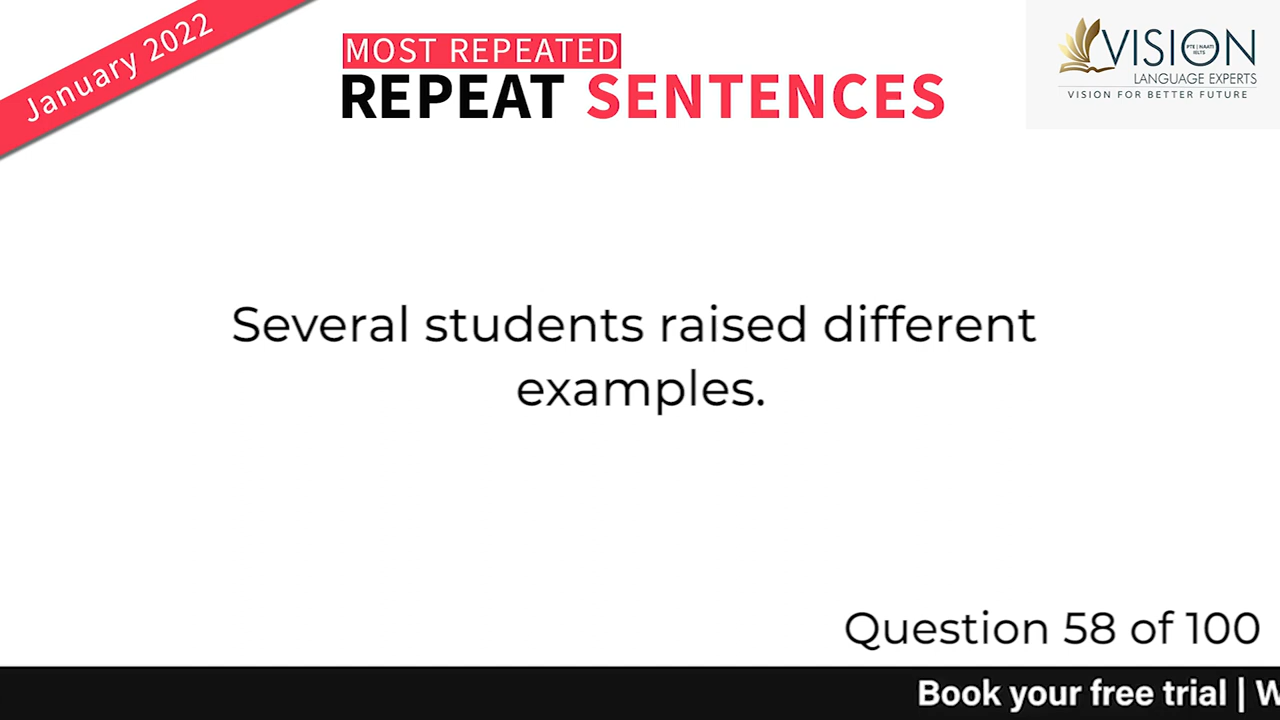 January 2022
MOST REPEATED
REPEAT SENTENCES
VISION
PTE | NAATI
IELTS
LANGUAGE EXPERTS
VISION FOR BETTER FUTURE
Several students raised different
examples.
Question 58 of 100
Book your free trial | W